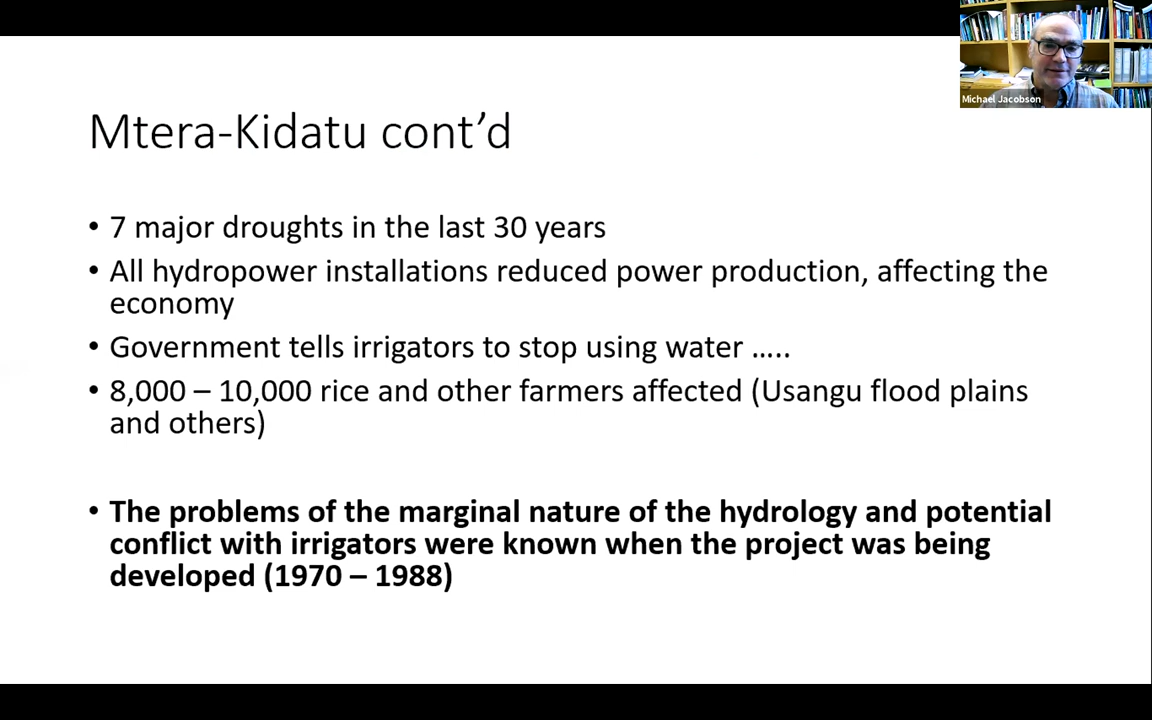 Michael Jacobson
Mtera-Kidatu cont’d
• 7 major droughts in the last 30 years
• All hydropower installations reduced power production, affecting the
economy
• Government tells irrigators to stop using water …..
• 8,000 – 10,000 rice and other farmers affected (Usangu flood plains
and others)
• The problems of the marginal nature of the hydrology and potential
conflict with irrigators were known when the project was being
developed (1970 – 1988)